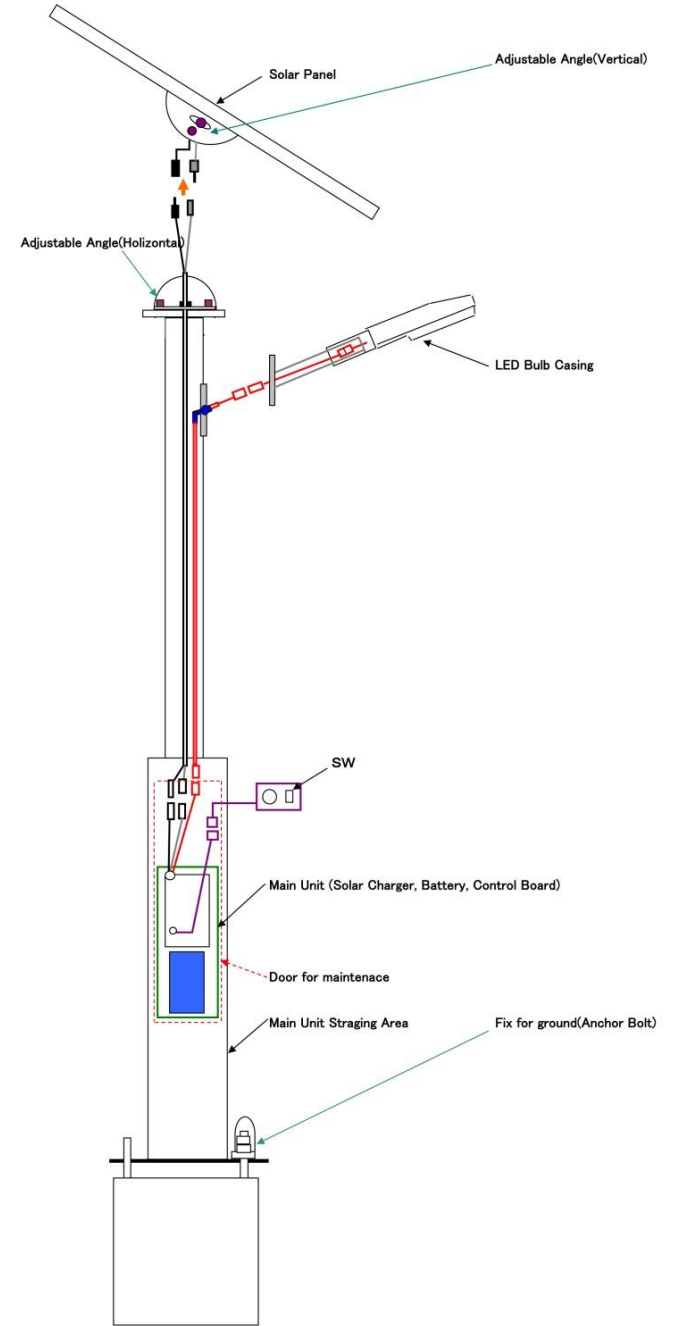 Adjustable Angle(Vertical)
Solar Panel
Adjustable Angle(Holizontal)
LED Bulb Casing
SW
Main Unit (Solar Charger, Battery, Control Board)
Door for maintenace
Main Unit Straging Area
Fix for ground(Anchor Bolt)